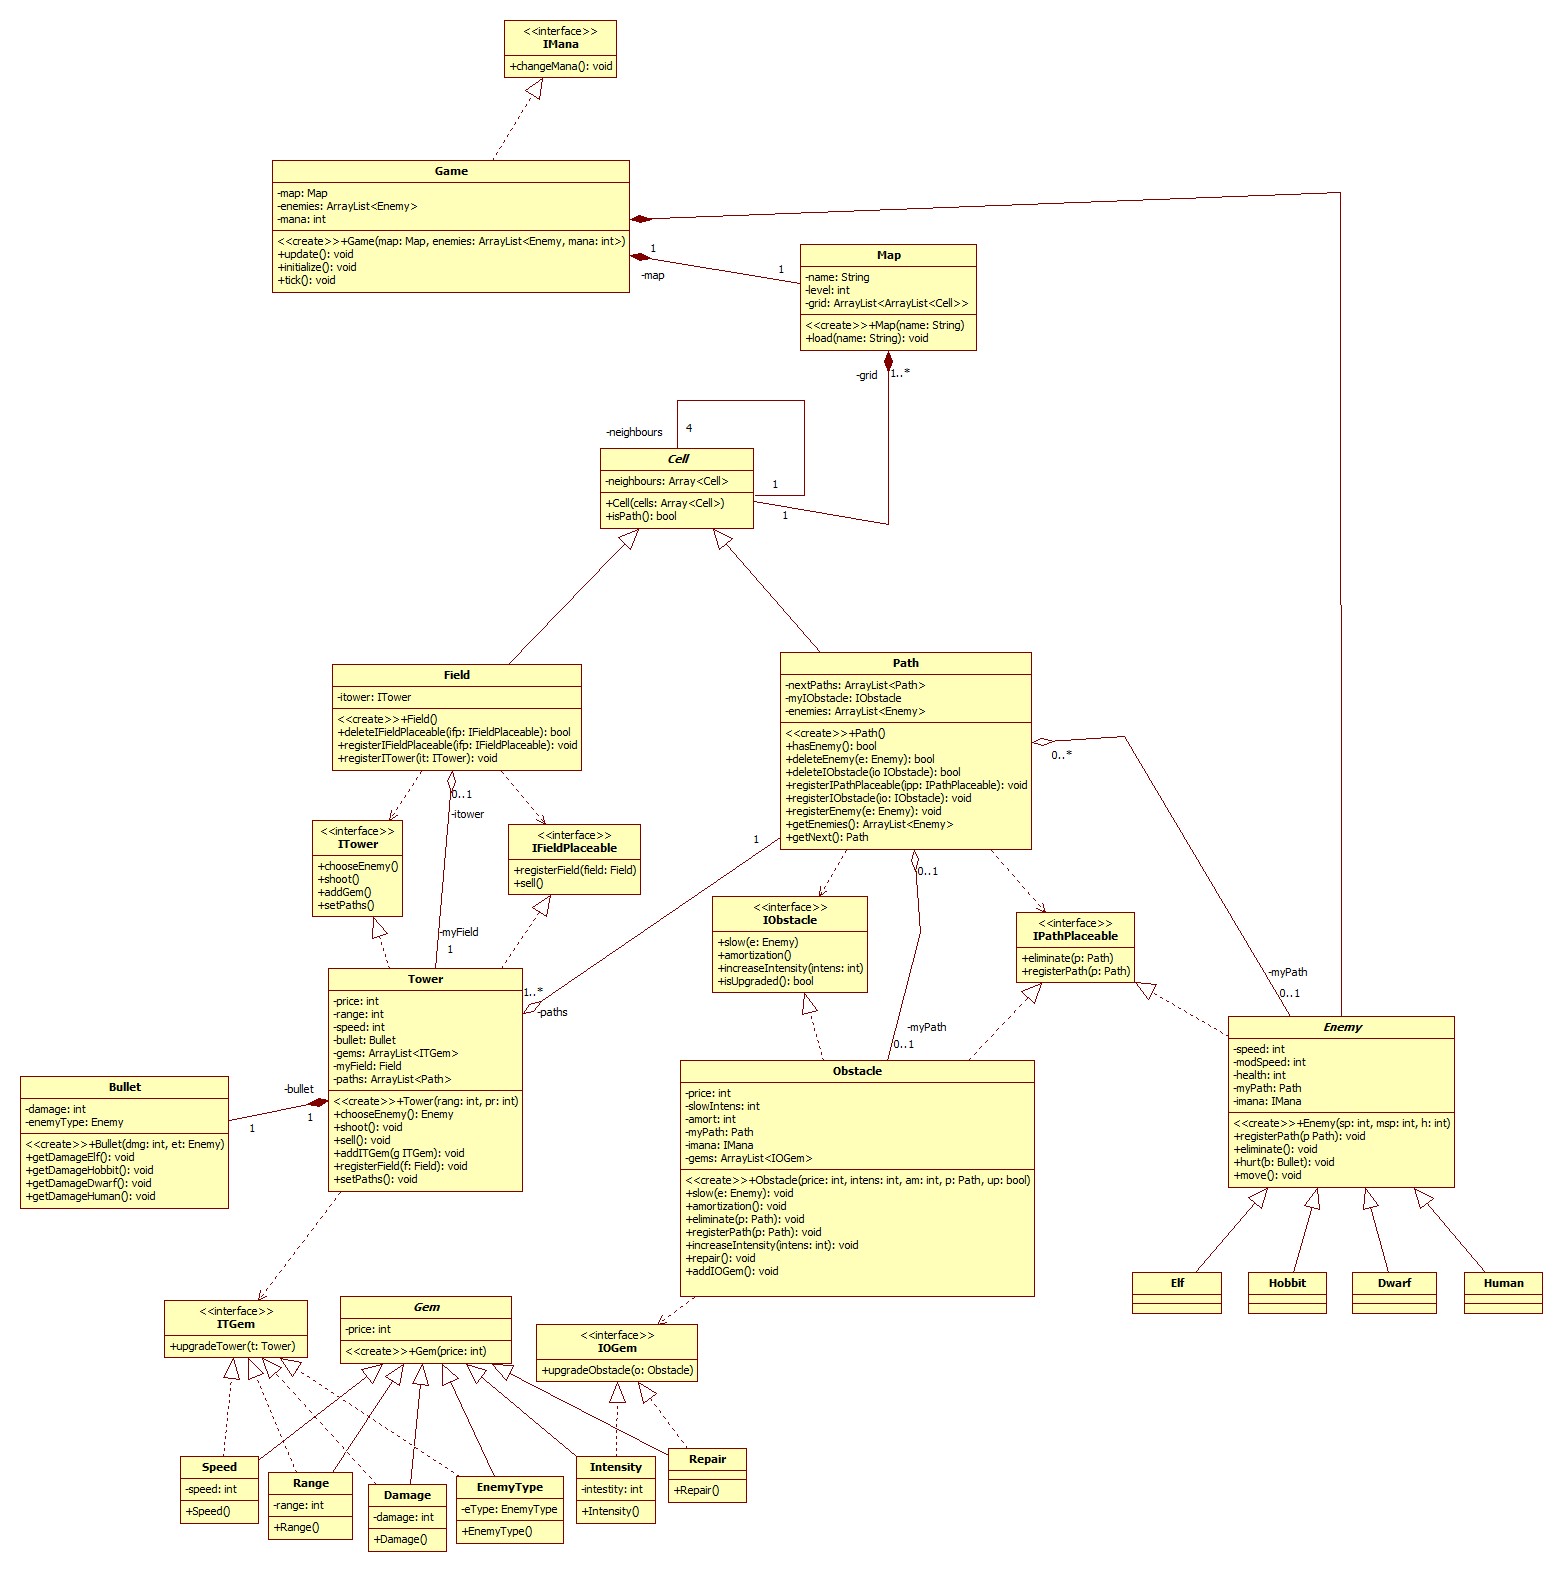 <<interface>>
IMana
+changeMana(): void
Game
-map: Map
-enemies: ArrayList<Enemy>
-mana: int
<<create>>+Game(map: Map, enemies: ArrayList<Enemy, mana: int>)
+update(): void
+initialize(): void
+tick(): void
1
-map
1
Map
-name: String
-level: int
-grid: ArrayList<ArrayList<Cell>>
<<create>>+Map(name: String)
+load(name: String): void
-grid
1..*
-neighbours
4
Cell
-neighbours: Array<Cell>
+Cell(cells: Array<Cell>)
+isPath(): bool
1
1
Field
-itower: ITower
<<create>>+Field()
+deleteIFieldPlaceable(ifp: IFieldPlaceable): bool
+registerIFieldPlaceable(ifp: IFieldPlaceable): void
+registerITower(it: ITower): void
Path
-nextPaths: ArrayList<Path>
-myIObstacle: IObstacle
-enemies: ArrayList<Enemy>
<<create>>+Path()
+hasEnemy(): bool
+deleteEnemy(e: Enemy): bool
+deleteIObstacle(io IObstacle): bool
+registerIPathPlaceable(ipp: IPathPlaceable): void
+registerIObstacle(io: IObstacle): void
+registerEnemy(e: Enemy): void
+getEnemies(): ArrayList<Enemy>
+getNext(): Path
0..*
0..1
-itower
<<interface>>
ITower
+chooseEnemy()
+shoot()
+addGem()
+setPaths()
<<interface>>
IFieldPlaceable
+registerField(field: Field)
+sell()
1
0..1
<<interface>>
IObstacle
+slow(e: Enemy)
+amortization()
+increaseIntensity(intens: int)
+isUpgraded(): bool
<<interface>>
IPathPlaceable
+eliminate(p: Path)
+registerPath(p: Path)
-myField
1
-myPath
0..1
Tower
-price: int
-range: int
-speed: int
-bullet: Bullet
-gems: ArrayList<ITGem>
-myField: Field
-paths: ArrayList<Path>
<<create>>+Tower(rang: int, pr: int)
+chooseEnemy(): Enemy
+shoot(): void
+sell(): void
+addITGem(g ITGem): void
+registerField(f: Field): void
+setPaths(): void
1..*
-paths
-myPath
0..1
Enemy
-speed: int
-modSpeed: int
-health: int
-myPath: Path
-imana: IMana
<<create>>+Enemy(sp: int, msp: int, h: int)
+registerPath(p Path): void
+eliminate(): void
+hurt(b: Bullet): void
+move(): void
Bullet
-damage: int
-enemyType: Enemy
<<create>>+Bullet(dmg: int, et: Enemy)
+getDamageElf(): void
+getDamageHobbit(): void
+getDamageDwarf(): void
+getDamageHuman(): void
-bullet
1
1
Obstacle
-price: int
-slowIntens: int
-amort: int
-myPath: Path
-imana: IMana
-gems: ArrayList<IOGem>
<<create>>+Obstacle(price: int, intens: int, am: int, p: Path, up: bool)
+slow(e: Enemy): void
+amortization(): void
+eliminate(p: Path): void
+registerPath(p: Path): void
+increaseIntensity(intens: int): void
+repair(): void
+addIOGem(): void
Elf
Hobbit
Dwarf
Human
<<interface>>
ITGem
+upgradeTower(t: Tower)
Gem
-price: int
<<create>>+Gem(price: int)
<<interface>>
IOGem
+upgradeObstacle(o: Obstacle)
Speed
-speed: int
+Speed()
Range
-range: int
+Range()
Damage
-damage: int
+Damage()
EnemyType
-eType: EnemyType
+EnemyType()
Intensity
-intestity: int
+Intensity()
Repair
+Repair()